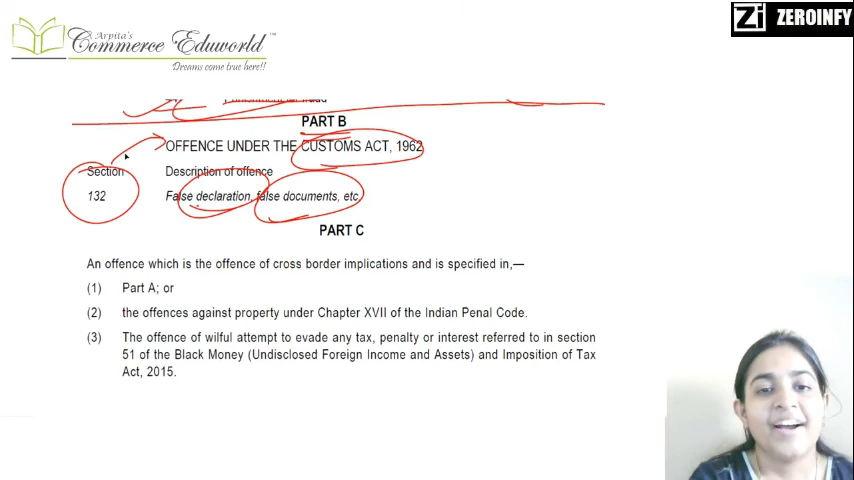 Zi ZEROINFY
Arpita's
Commerce Eduworld™
Dreams come true here!!
PART B
OFFENCE UNDER THE CUSTOMS ACT, 1962
Section Description of offence
132 False declaration, false documents, etc.
PART C
An offence which is the offence of cross border implications and is specified in,—
(1) Part A; or
(2) the offences against property under Chapter XVII of the Indian Penal Code.
(3) The offence of wilful attempt to evade any tax, penalty or interest referred to in section
51 of the Black Money (Undisclosed Foreign Income and Assets) and Imposition of Tax
Act, 2015.